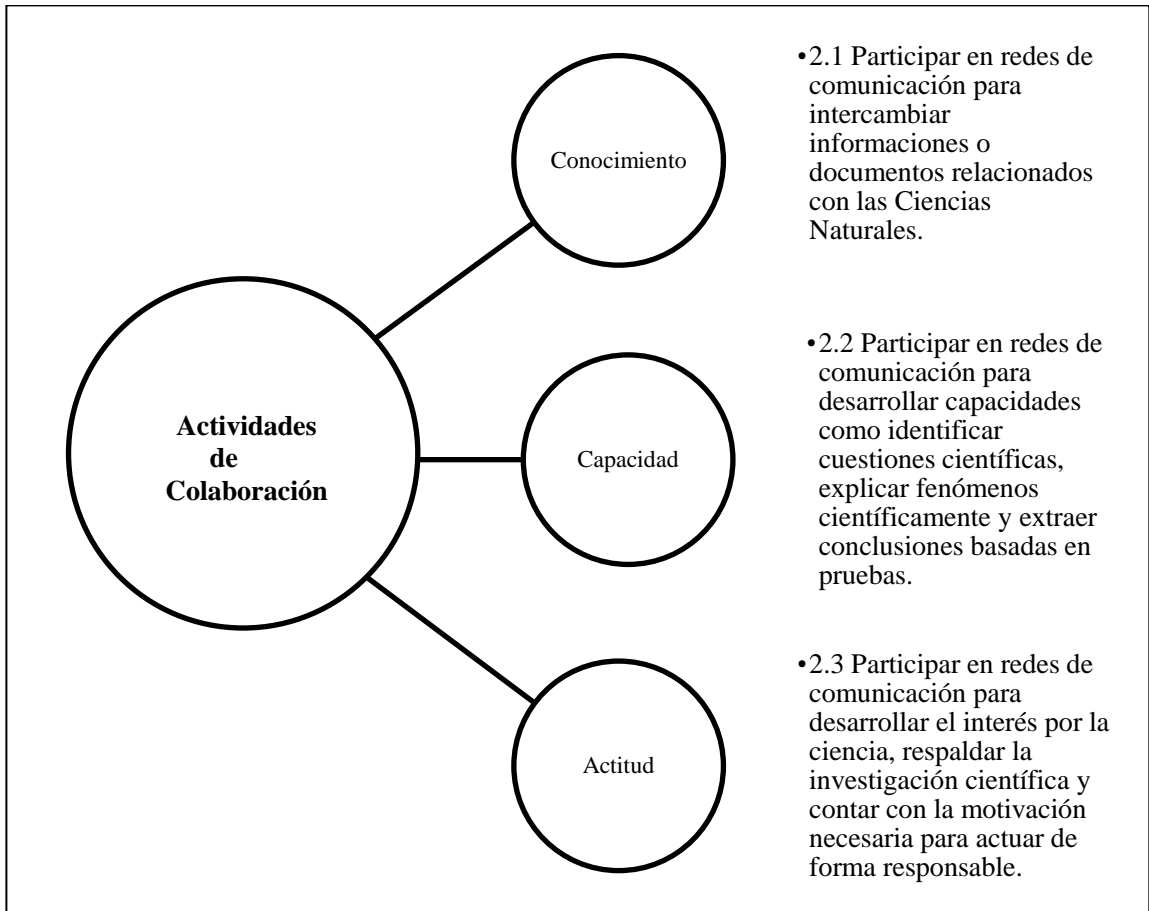 Actividades
de
Colaboración
Conocimiento
•2.1 Participar en redes de
comunicación para
intercambiar
informaciones o
documentos relacionados
con las Ciencias
Naturales.
Capacidad
•2.2 Participar en redes de
comunicación para
desarrollar capacidades
como identificar
cuestiones científicas,
explicar fenómenos
científicamente y extraer
conclusiones basadas en
pruebas.
Actitud
•2.3 Participar en redes de
comunicación para
desarrollar el interés por la
ciencia, respaldar la
investigación científica y
contar con la motivación
necesaria para actuar de
forma responsable.